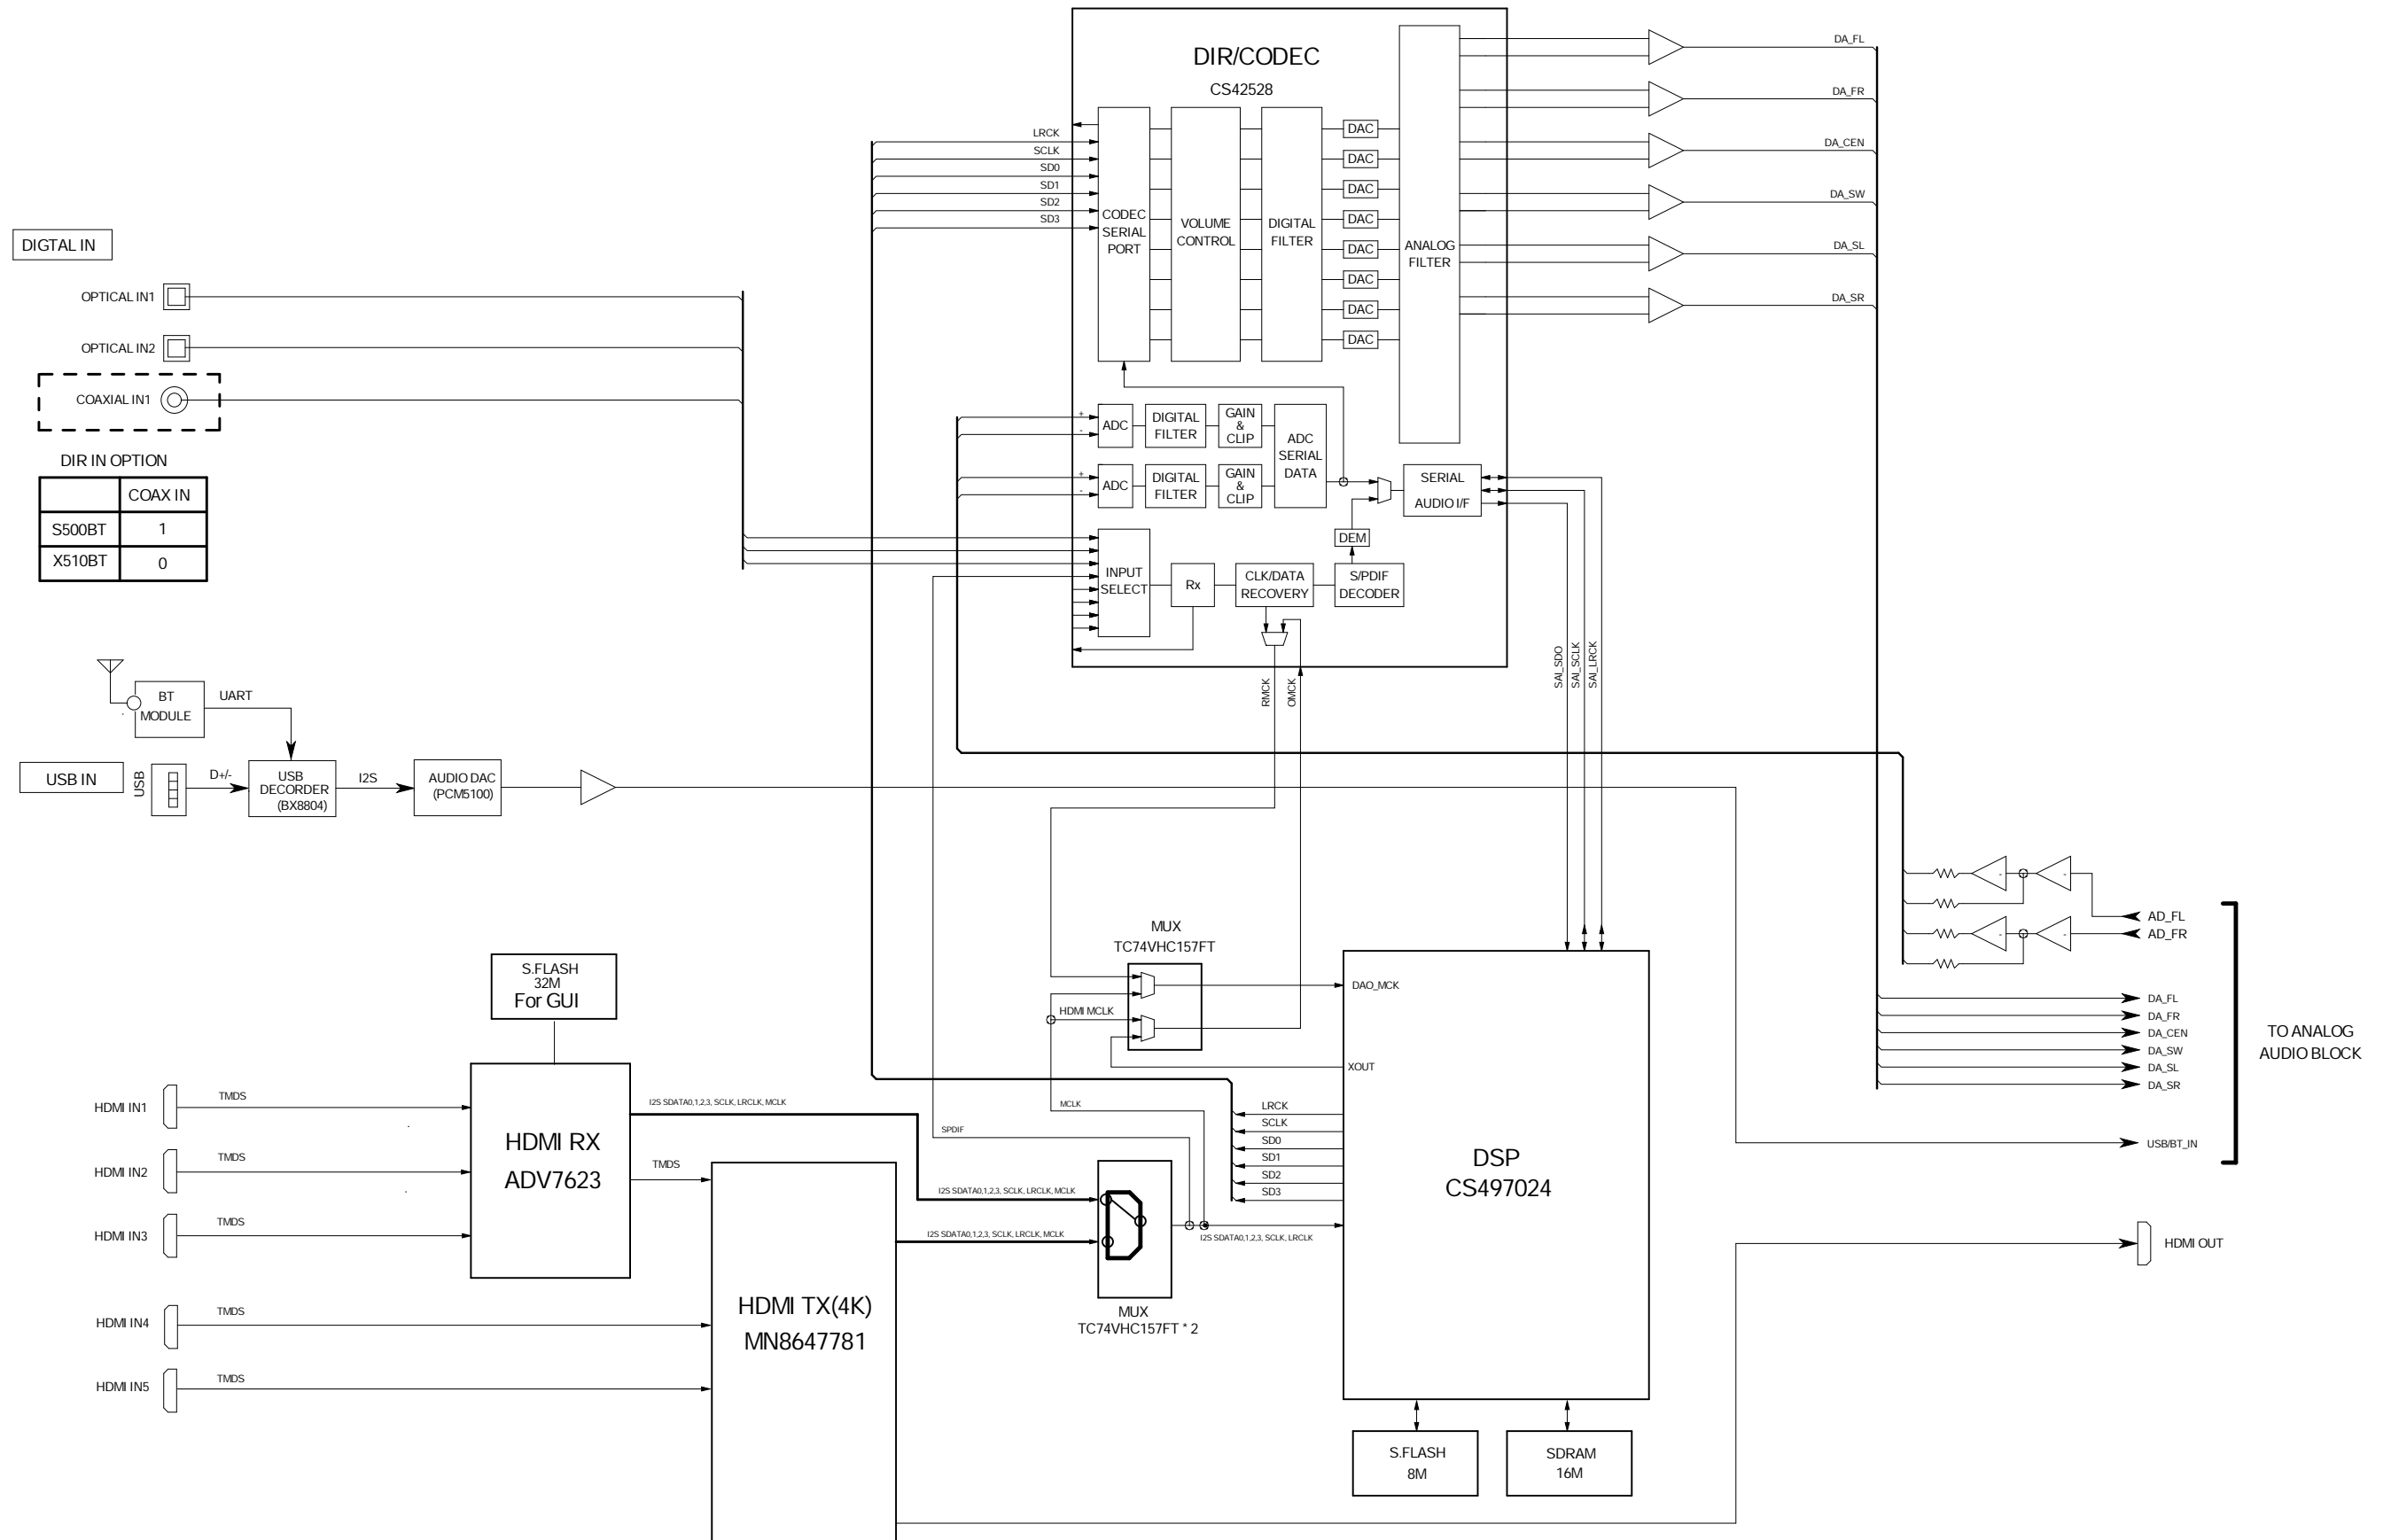 DIR/CODEC
CS42528
LRCK
SCLK
SD0
SD1
SD2
SD3
CODEC
SERIAL
PORT
VOLUME
CONTROL
DIGITAL
FILTER
DAC
DAC
DAC
DAC
DAC
DAC
DAC
DAC
ANALOG
FILTER
DA_FL
DA_FR
DA_CEN
DA_SW
DA_SL
DA_SR
DIGTAL IN
OPTICAL IN1
OPTICAL IN2
COAXIAL IN1
DIR IN OPTION
COAX IN
S500BT 1
X510BT 0
+
-
ADC
DIGITAL
FILTER
GAIN
&
CLIP
+
-
ADC
DIGITAL
FILTER
GAIN
&
CLIP
ADC
SERIAL
DATA
SERIAL
AUDIO I/F
DEM
INPUT
SELECT
Rx
CLK/DATA
RECOVERY
S/PDIF
DECODER
RMCK
OMCK
SAI_SDO
SAI_SCLK
SAI_LRCK
BT
MODULE
UART
USB IN
USB
D+/-
USB
DECORDER
(BX8804)
I2S
AUDIO DAC
(PCM5100)
-
-
-
-
AD_FL
AD_FR
DA_FL
DA_FR
DA_CEN
DA_SW
DA_SL
DA_SR
USB/BT_IN
TO ANALOG
AUDIO BLOCK
HDMI OUT
MUX
TC74VHC157FT
HDMI MCLK
DAO_MCK
XOUT
MCLK
SPDIF
LRCK
SCLK
SD0
SD1
SD2
SD3
DSP
CS497024
S.FLASH
32M
For GUI
HDMI IN1
TMDS
HDMI IN2
TMDS
HDMI IN3
TMDS
HDMI IN4
TMDS
HDMI IN5
TMDS
HDMI RX
ADV7623
I2S SDATA0,1,2,3, SCLK, LRCLK, MCLK
TMDS
HDMI TX(4K)
MN8647781
I2S SDATA0,1,2,3, SCLK, LRCLK, MCLK
I2S SDATA0,1,2,3, SCLK, LRCLK, MCLK
I2S SDATA0,1,2,3, SCLK, LRCLK
MUX
TC74VHC157FT * 2
S.FLASH
8M
SDRAM
16M